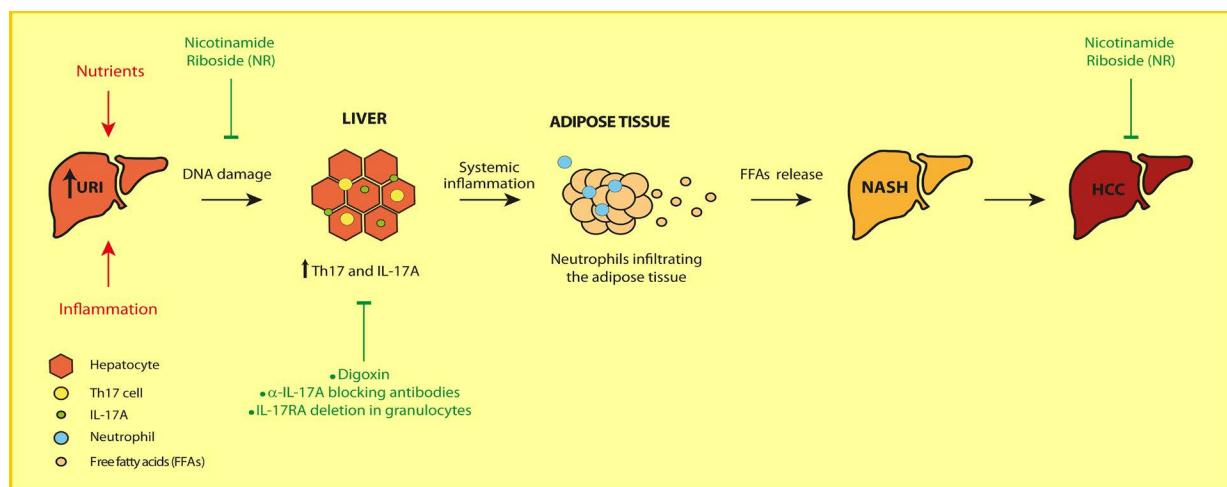 Nutrients
Nicotinamide
Riboside (NR)
URI
Inflammation
DNA damage
LIVER
Th17 and IL-17A
•Digoxin
•α-IL-17A blocking antibodies
•IL-17RA deletion in granulocytes
Systemic
inflammation
ADIPOSE TISSUE
Neutrophils infiltrating
the adipose tissue
FFAs release
NASH
Nicotinamide
Riboside (NR)
HCC
Hepatocyte
Th17 cell
IL-17A
Neutrophil
Free fatty acids (FFAs)